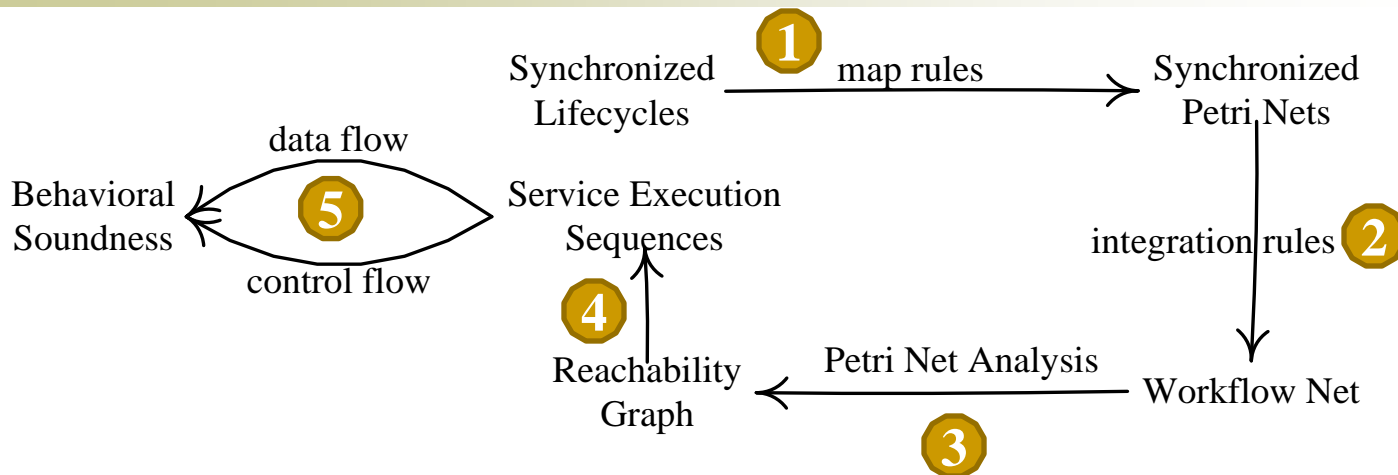 1
Synchronized
Lifecycles
map rules
Synchronized
Petri Nets
data flow
Behavioral
Soundness
5
control flow
Service Execution
Sequences
integration rules
2
4
Reachability
Graph
Petri Net Analysis
3
Workflow Net